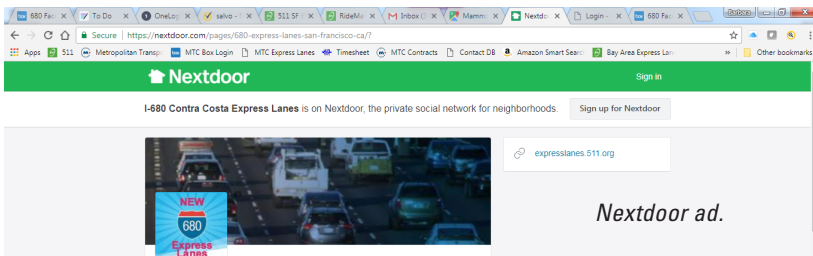 680 Fac
To Do
OneLog
salvo -
511 SF
RideMa
Inbox
Mammo
Nextdo
Login -
680 Fac
Barbara
Secure https://nextdoor.com/pages/680-express-lanes-san-francisco-ca/?
Apps 511 Metropolitan Transpo MTC Box Login MTC Express Lanes Timesheet MTC Contracts Contact DB Amazon Smart Searc Bay Area Express Lan » Other bookmarks
Nextdoor
Sign in
I-680 Contra Costa Express Lanes is on Nextdoor, the private social network for neighborhoods.
Sign up for Nextdoor
expresslanes.511.org
NEW
680
Express
Lanes
Nextdoor ad.